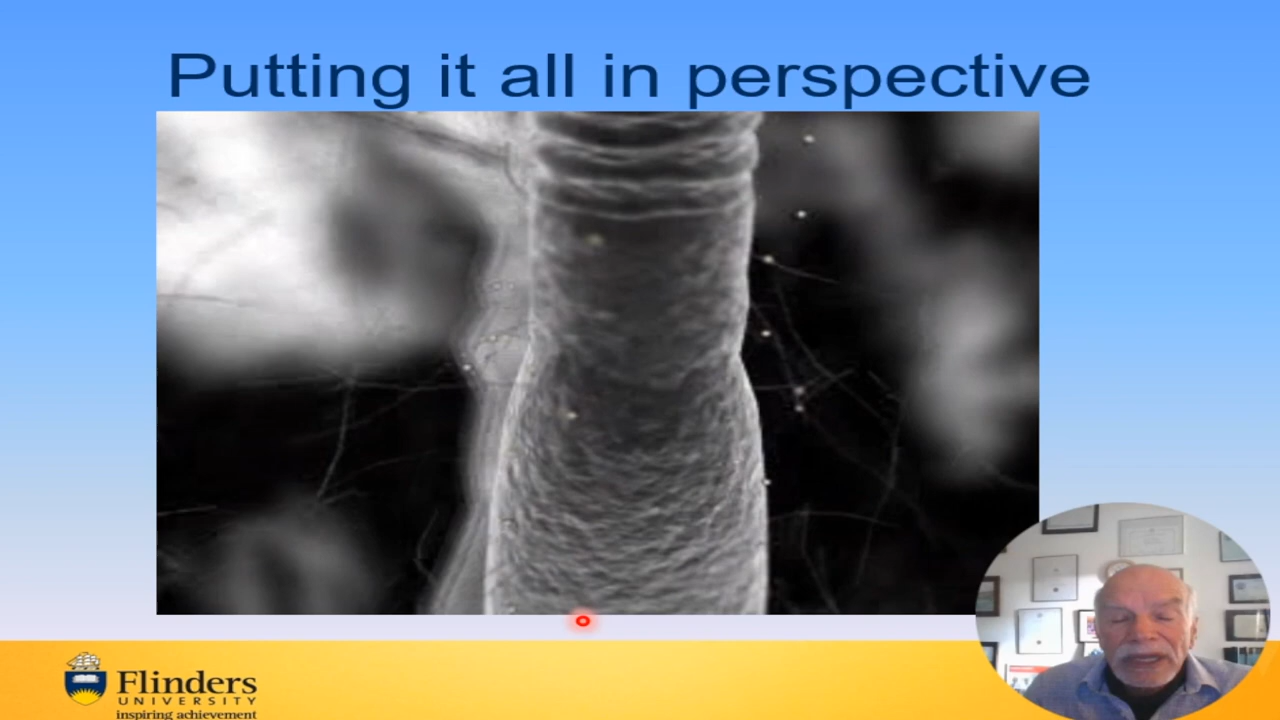 Putting it all in perspective
Flinders
UNIVERSITY
inspiring achievement